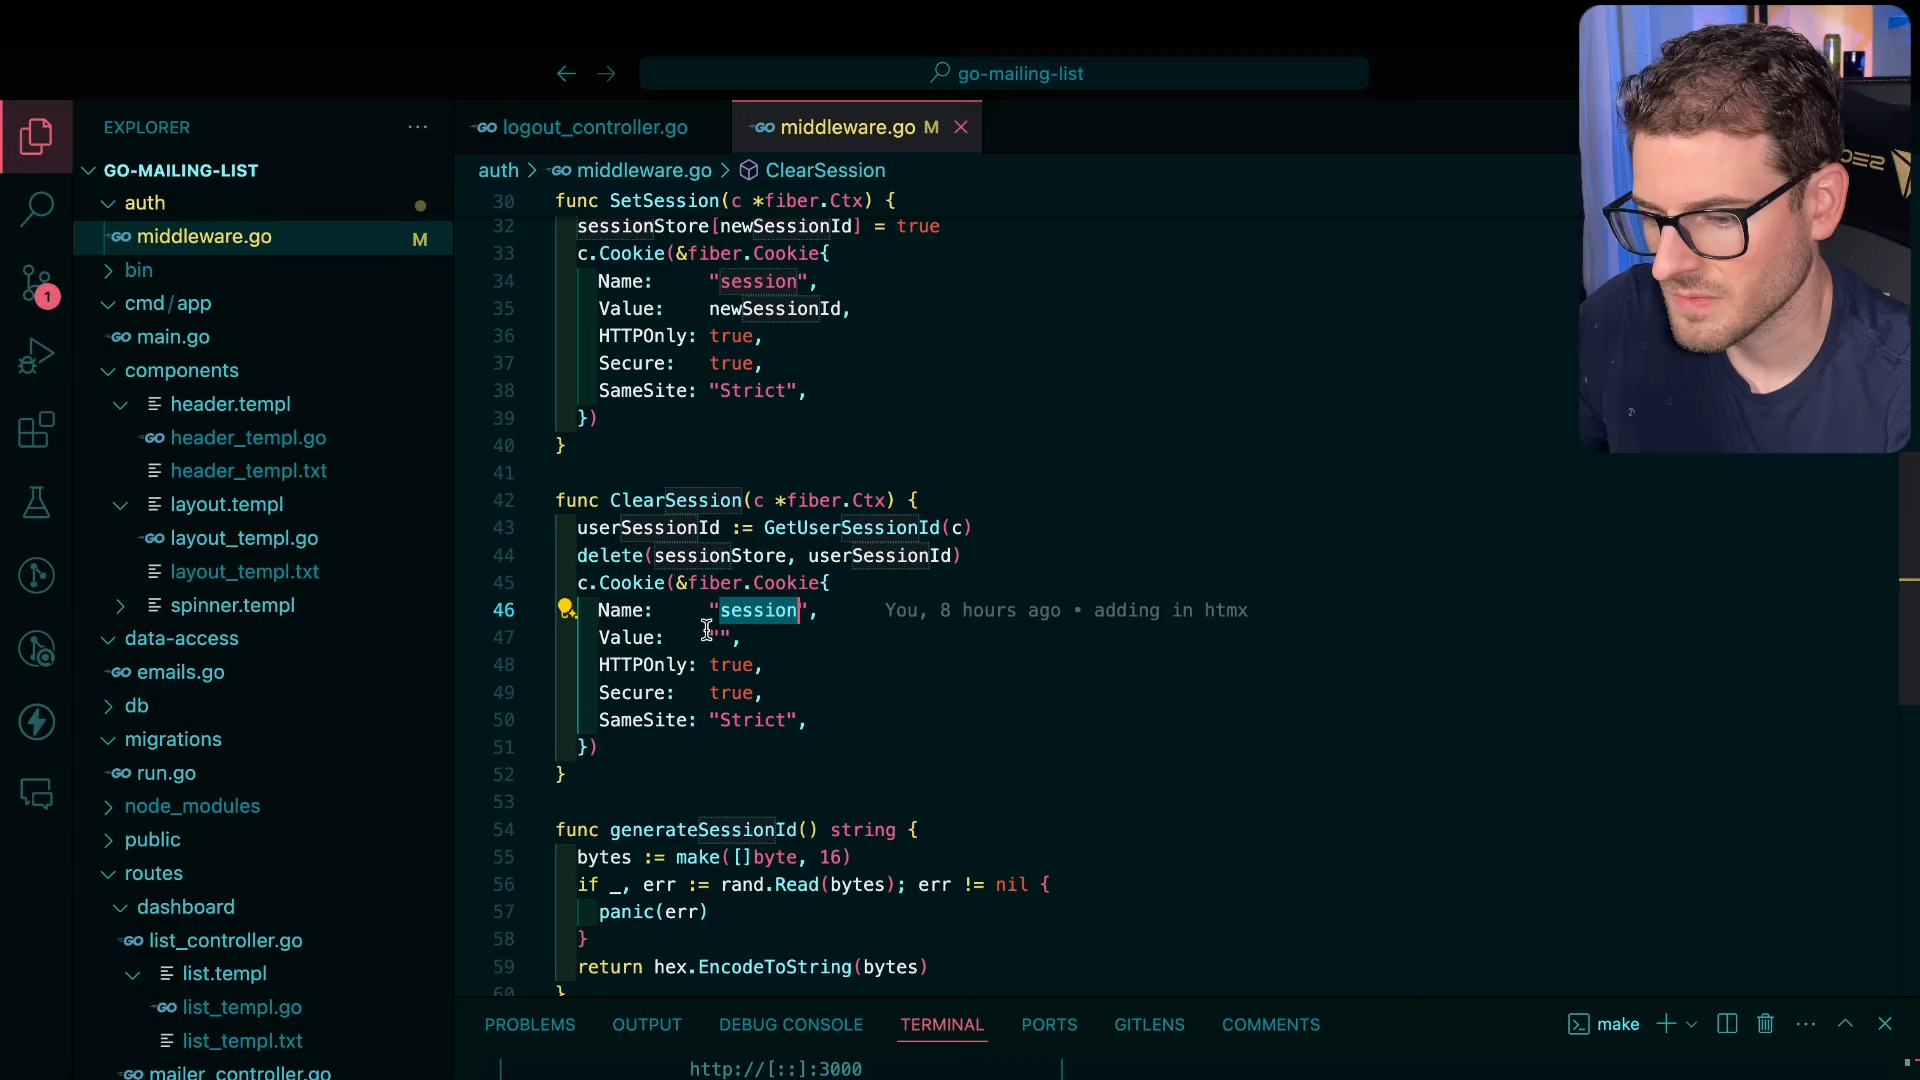 go-mailing-list
EXPLORER
GO-MAILING-LIST
auth
middleware.go M
bin
cmd/app
main.go
components
header.templ
header_templ.go
header_templ.txt
layout.templ
layout_templ.go
layout_templ.txt
spinner.templ
data-access
emails.go
db
migrations
run.go
node_modules
public
routes
dashboard
list_controller.go
list.templ
list_templ.go
list_templ.txt
mailer_controller.go
1
logout_controller.go
middleware.go M
auth > middleware.go > ClearSession
30 func SetSession(c *fiber.Ctx) {
32 sessionStore[newSessionId] = true
33 c.Cookie(&fiber.Cookie{
34 Name: "session",
35 Value: newSessionId,
36 HTTPOnly: true,
37 Secure: true,
38 SameSite: "Strict",
39 })
40 }
41
42 func ClearSession(c *fiber.Ctx) {
43 userSessionId := GetUserSessionId(c)
44 delete(sessionStore, userSessionId)
45 c.Cookie(&fiber.Cookie{
46 Name: "session", You, 8 hours ago • adding in htmx
47 Value: "",
48 HTTPOnly: true,
49 Secure: true,
50 SameSite: "Strict",
51 })
52 }
53
54 func generateSessionId() string {
55 bytes := make([]byte, 16)
56 if _, err := rand.Read(bytes); err != nil {
57 panic(err)
58 }
59 return hex.EncodeToString(bytes)
60 }
PROBLEMS OUTPUT DEBUG CONSOLE TERMINAL PORTS GITLENS COMMENTS
make
http://[::]:3000